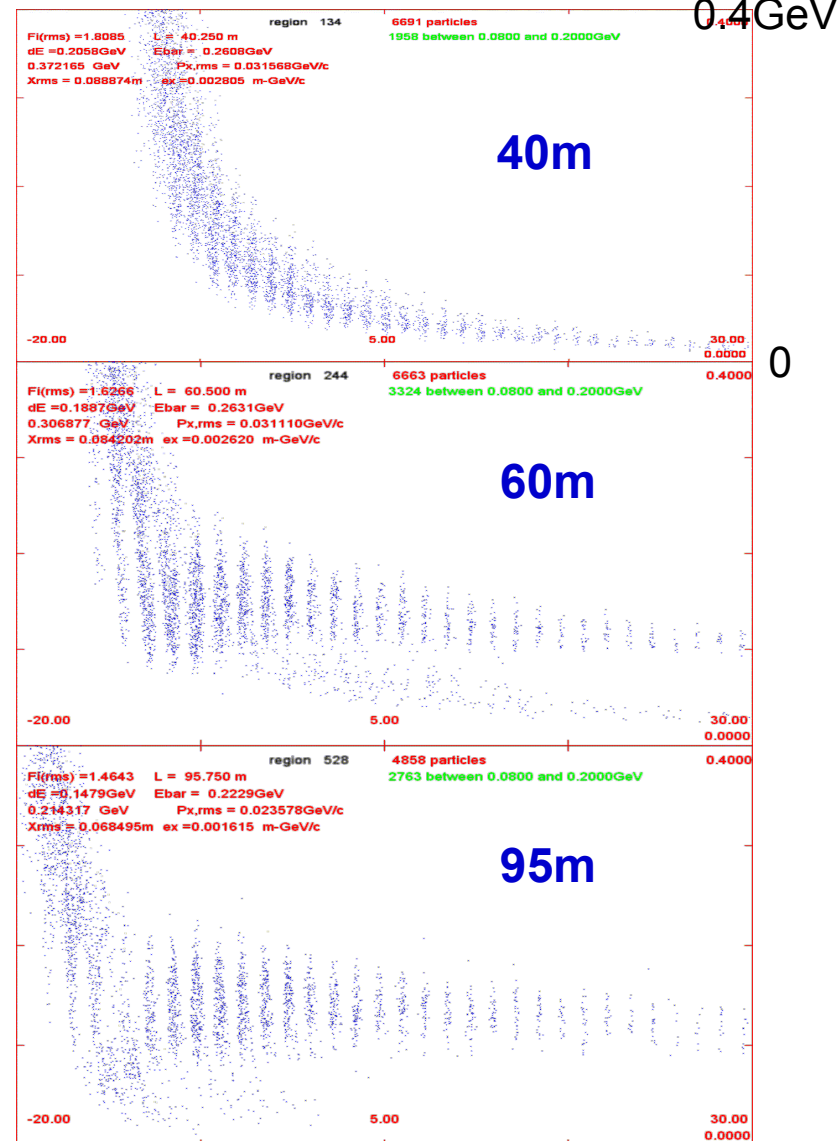 region 134 6691 particles 0.4GeV
Fi(rms) =1.8085 L = 40.250 m 1958 between 0.0800 and 0.2000GeV
dE =0.2058GeV Ebar = 0.2608GeV
0.372165 GeV Px,rms = 0.031568GeV/c
Xrms = 0.088874m ex =0.002805 m-GeV/c
40m
-20.00 5.00 30.00
0.0000 0
region 244 6663 particles 0.4000
Fi(rms) =1.6266 L = 60.500 m 3324 between 0.0800 and 0.2000GeV
dE =0.1887GeV Ebar = 0.2631GeV
0.306877 GeV Px,rms = 0.031110GeV/c
Xrms = 0.084202m ex =0.002620 m-GeV/c
60m
-20.00 5.00 30.00
0.0000
region 528 4858 particles 0.4000
Fi(rms) =1.4643 L = 95.750 m 2763 between 0.0800 and 0.2000GeV
dE =0.1479GeV Ebar = 0.2229GeV
0.214317 GeV Px,rms = 0.023578GeV/c
Xrms = 0.068495m ex =0.001615 m-GeV/c
95m
-20.00 5.00 30.00
0.0000